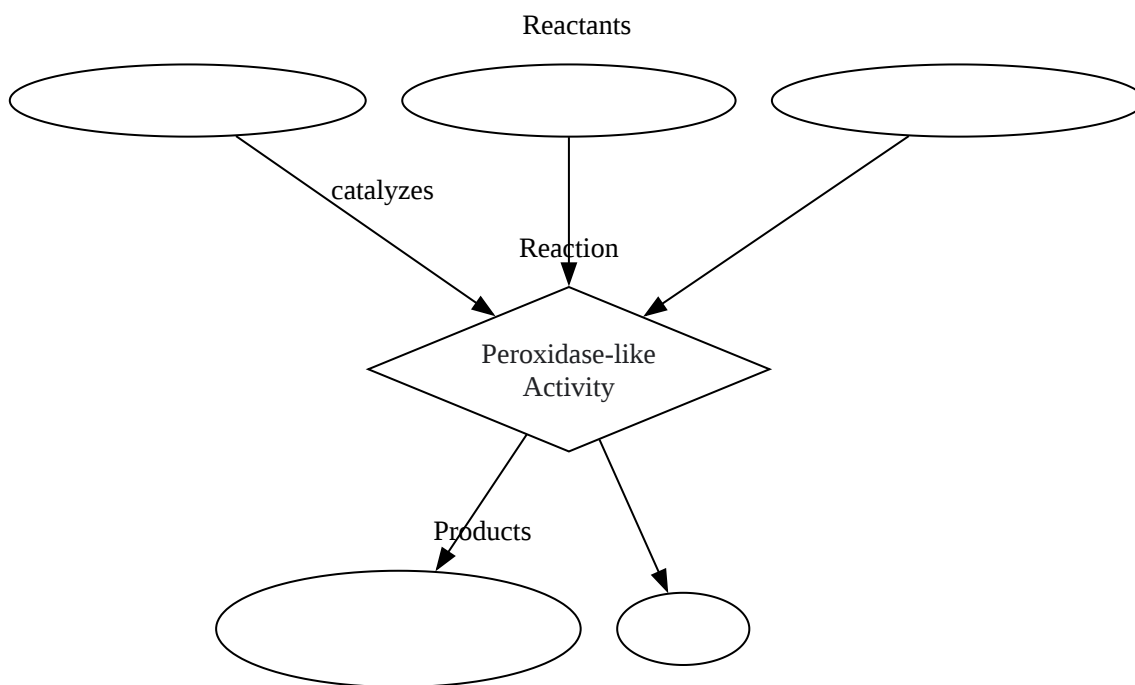 Reactants
catalyzes
Reaction
Peroxidase-like
Activity
Products